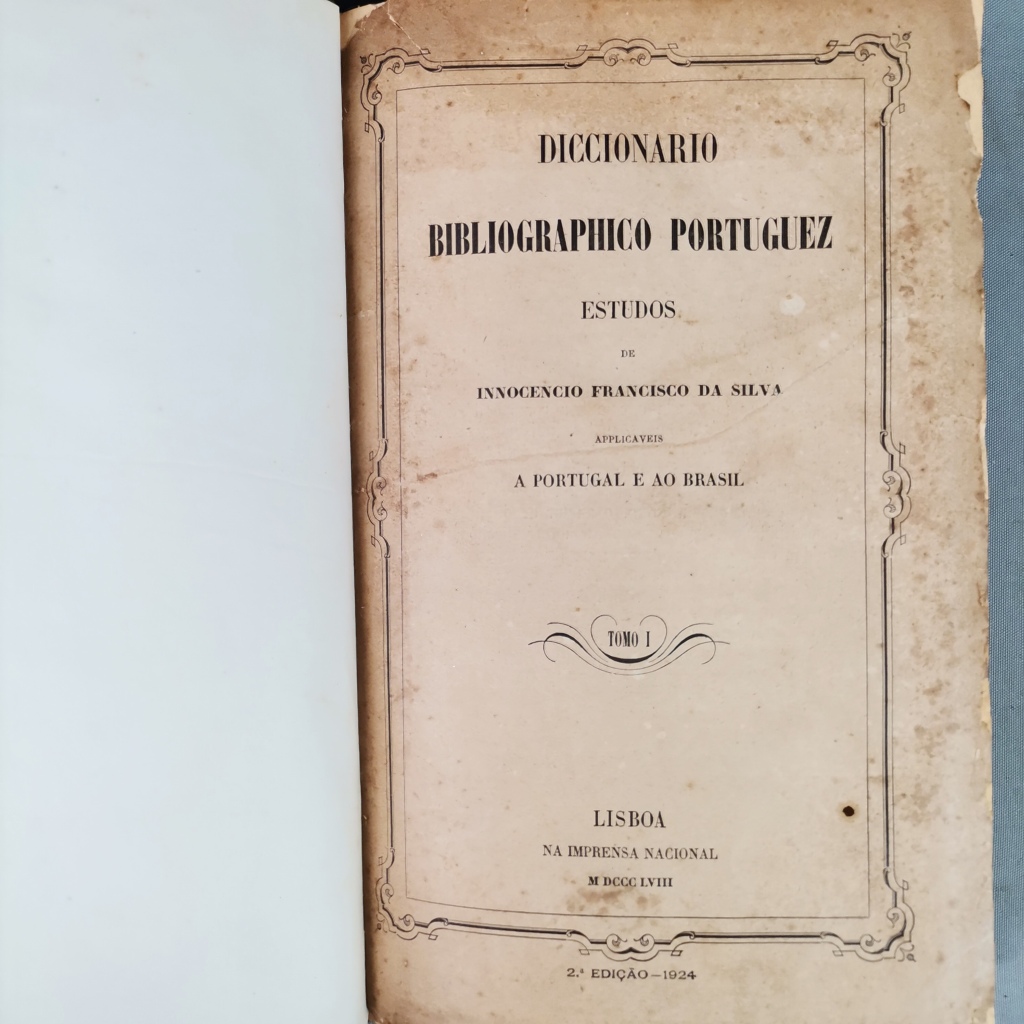 DICCIONARIO
BIBLIOGRAPHICO PORTUGUEZ
ESTUDOS
DE
INNOCENCIO FRANCISCO DA SILVA
APPLICAVEIS
A PORTUGAL E AO BRASIL
TOMO I
LISBOA
NA IMPRENSA NACIONAL
M DCCC LVIII
2.ª EDIÇÃO—1924